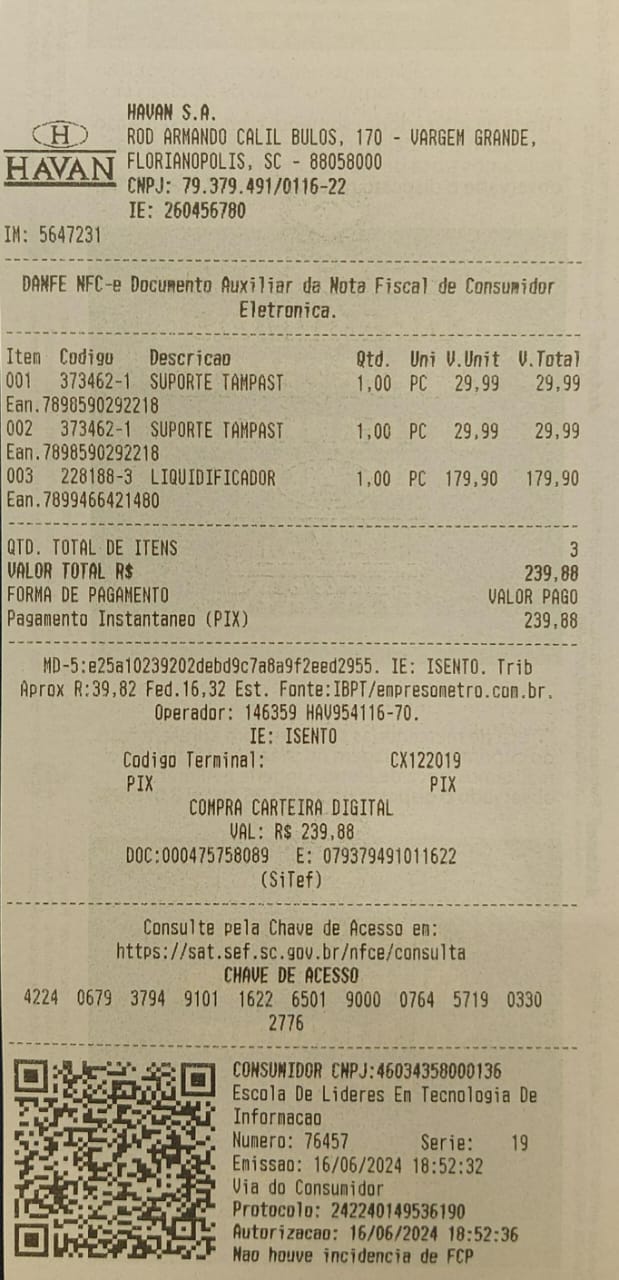 H
HAVAN
HAVAN S.A.
ROD ARMANDO CALIL BULOS, 170 - VARGEM GRANDE,
FLORIANOPOLIS, SC - 88058000
CNPJ: 79.379.491/0116-22
IE: 260456780
IM: 5647231
DANFE NFC-e Documento Auxiliar da Nota Fiscal de Consumidor
Eletronica.
Item Codigo Descricao Qtd. Uni V.Unit V.Total
001 373462-1 SUPORTE TAMPAST 1,00 PC 29,99 29,99
Ean.7898590292218
002 373462-1 SUPORTE TAMPAST 1,00 PC 29,99 29,99
Ean.7898590292218
003 228188-3 LIQUIDIFICADOR 1,00 PC 179,90 179,90
Ean.7899466421480
QTD. TOTAL DE ITENS 3
VALOR TOTAL R$ 239,88
FORMA DE PAGAMENTO VALOR PAGO
Pagamento Instantaneo (PIX) 239,88
MD-5:e25a10239202debd9c7a8a9f2eed2955. IE: ISENTO. Trib
Aprox R:39,82 Fed.16,32 Est. Fonte:IBPT/empresometro.com.br.
Operador: 146359 HAV954116-70.
IE: ISENTO
Codigo Terminal: CX122019
PIX PIX
COMPRA CARTEIRA DIGITAL
VAL: R$ 239,88
DOC:000475758089 E: 079379491011622
(SiTef)
Consulte pela Chave de Acesso em:
https://sat.sef.sc.gov.br/nfce/consulta
CHAVE DE ACESSO
4224 0679 3794 9101 1622 6501 9000 0764 5719 0330
2776
CONSUMIDOR CNPJ:46034358000136
Escola De Lideres Em Tecnologia De
Informacao
Numero: 76457 Serie: 19
Emissao: 16/06/2024 18:52:32
Via do Consumidor
Protocolo: 242240149536190
Autorizacao: 16/06/2024 18:52:36
Nao houve incidencia de FCP